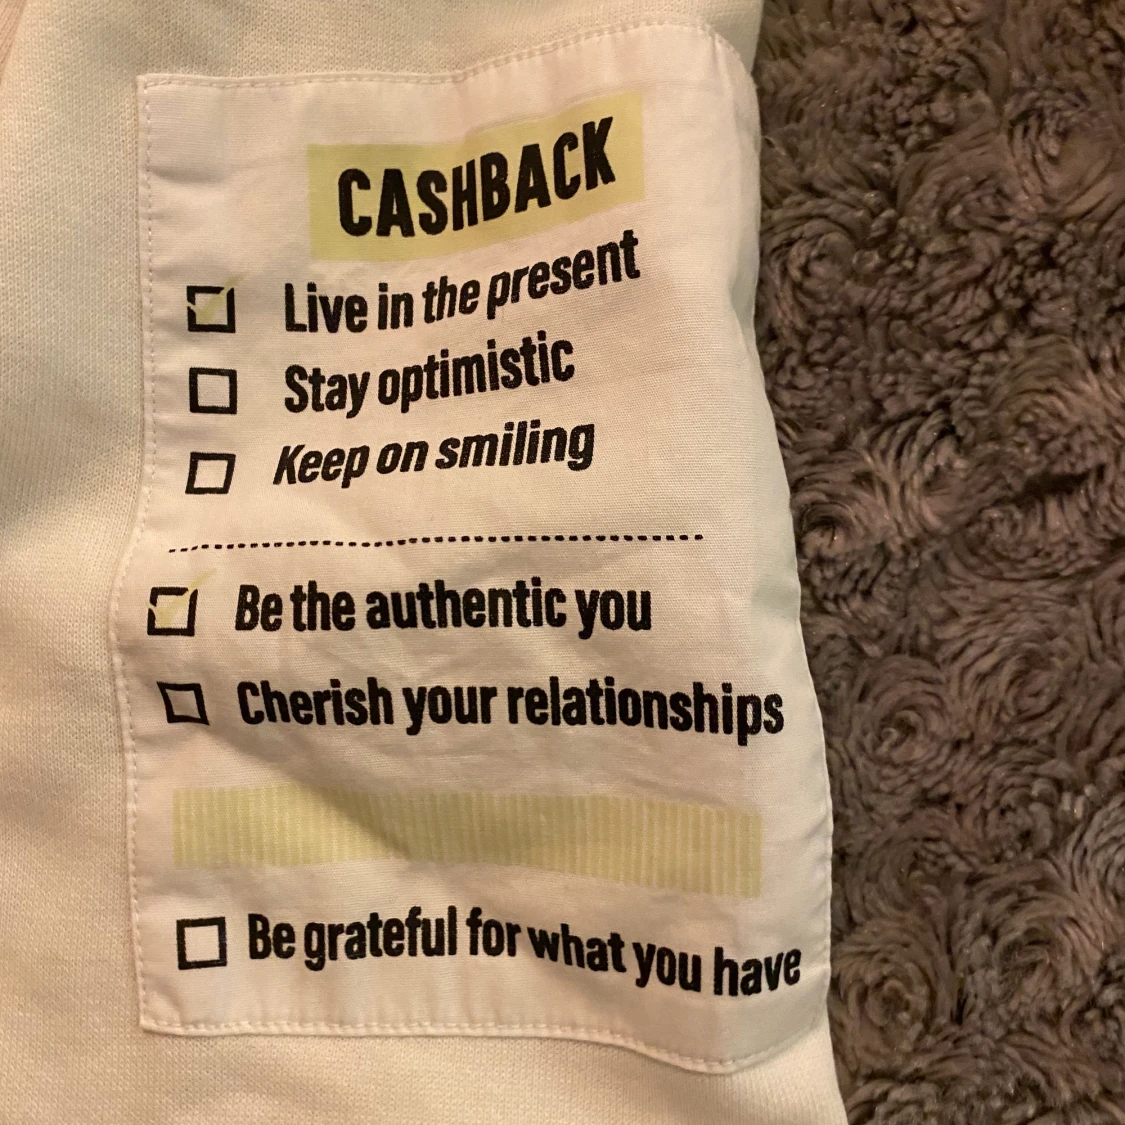 CASHBACK
Live in the present
Stay optimistic
Keep on smiling
Be the authentic you
Cherish your relationships
Be grateful for what you have